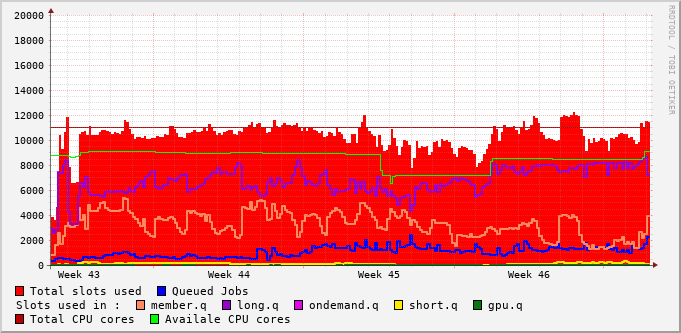 20000
18000
16000
14000
12000
10000
8000
6000
4000
2000
0
Week 43 Week 44 Week 45 Week 46
RRDTOOL / TOBI OETIKER
Total slots used Queued Jobs
Slots used in : member.q long.q ondemand.q short.q gpu.q
Total CPU cores Availale CPU cores